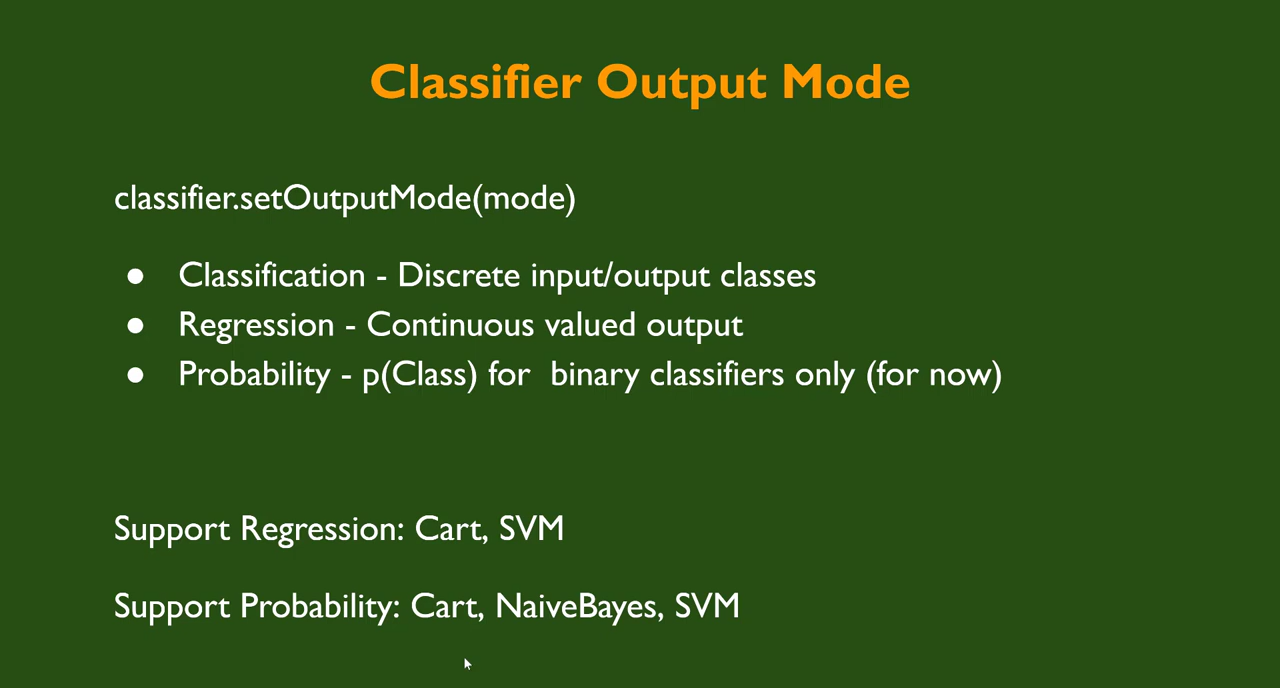 Classifier Output Mode
classifier.setOutputMode(mode)
● Classification - Discrete input/output classes
● Regression - Continuous valued output
● Probability - p(Class) for  binary classifiers only (for now)
Support Regression: Cart, SVM
Support Probability: Cart, NaiveBayes, SVM